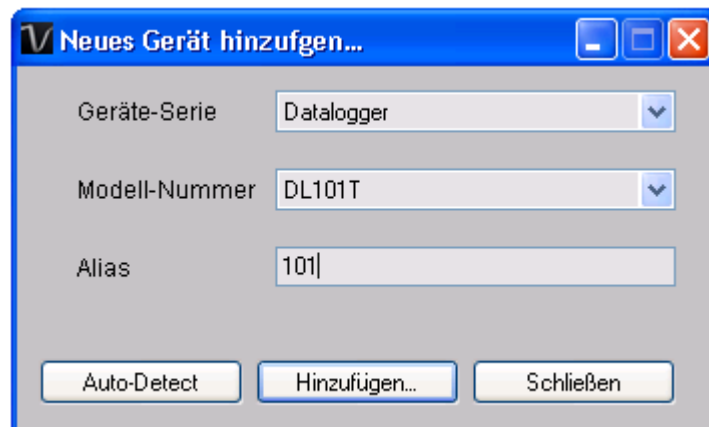 Neues Gerät hinzufgen...
Geräte-Serie Datalogger
Modell-Nummer DL101T
Alias 101
Auto-Detect Hinzufügen... Schließen